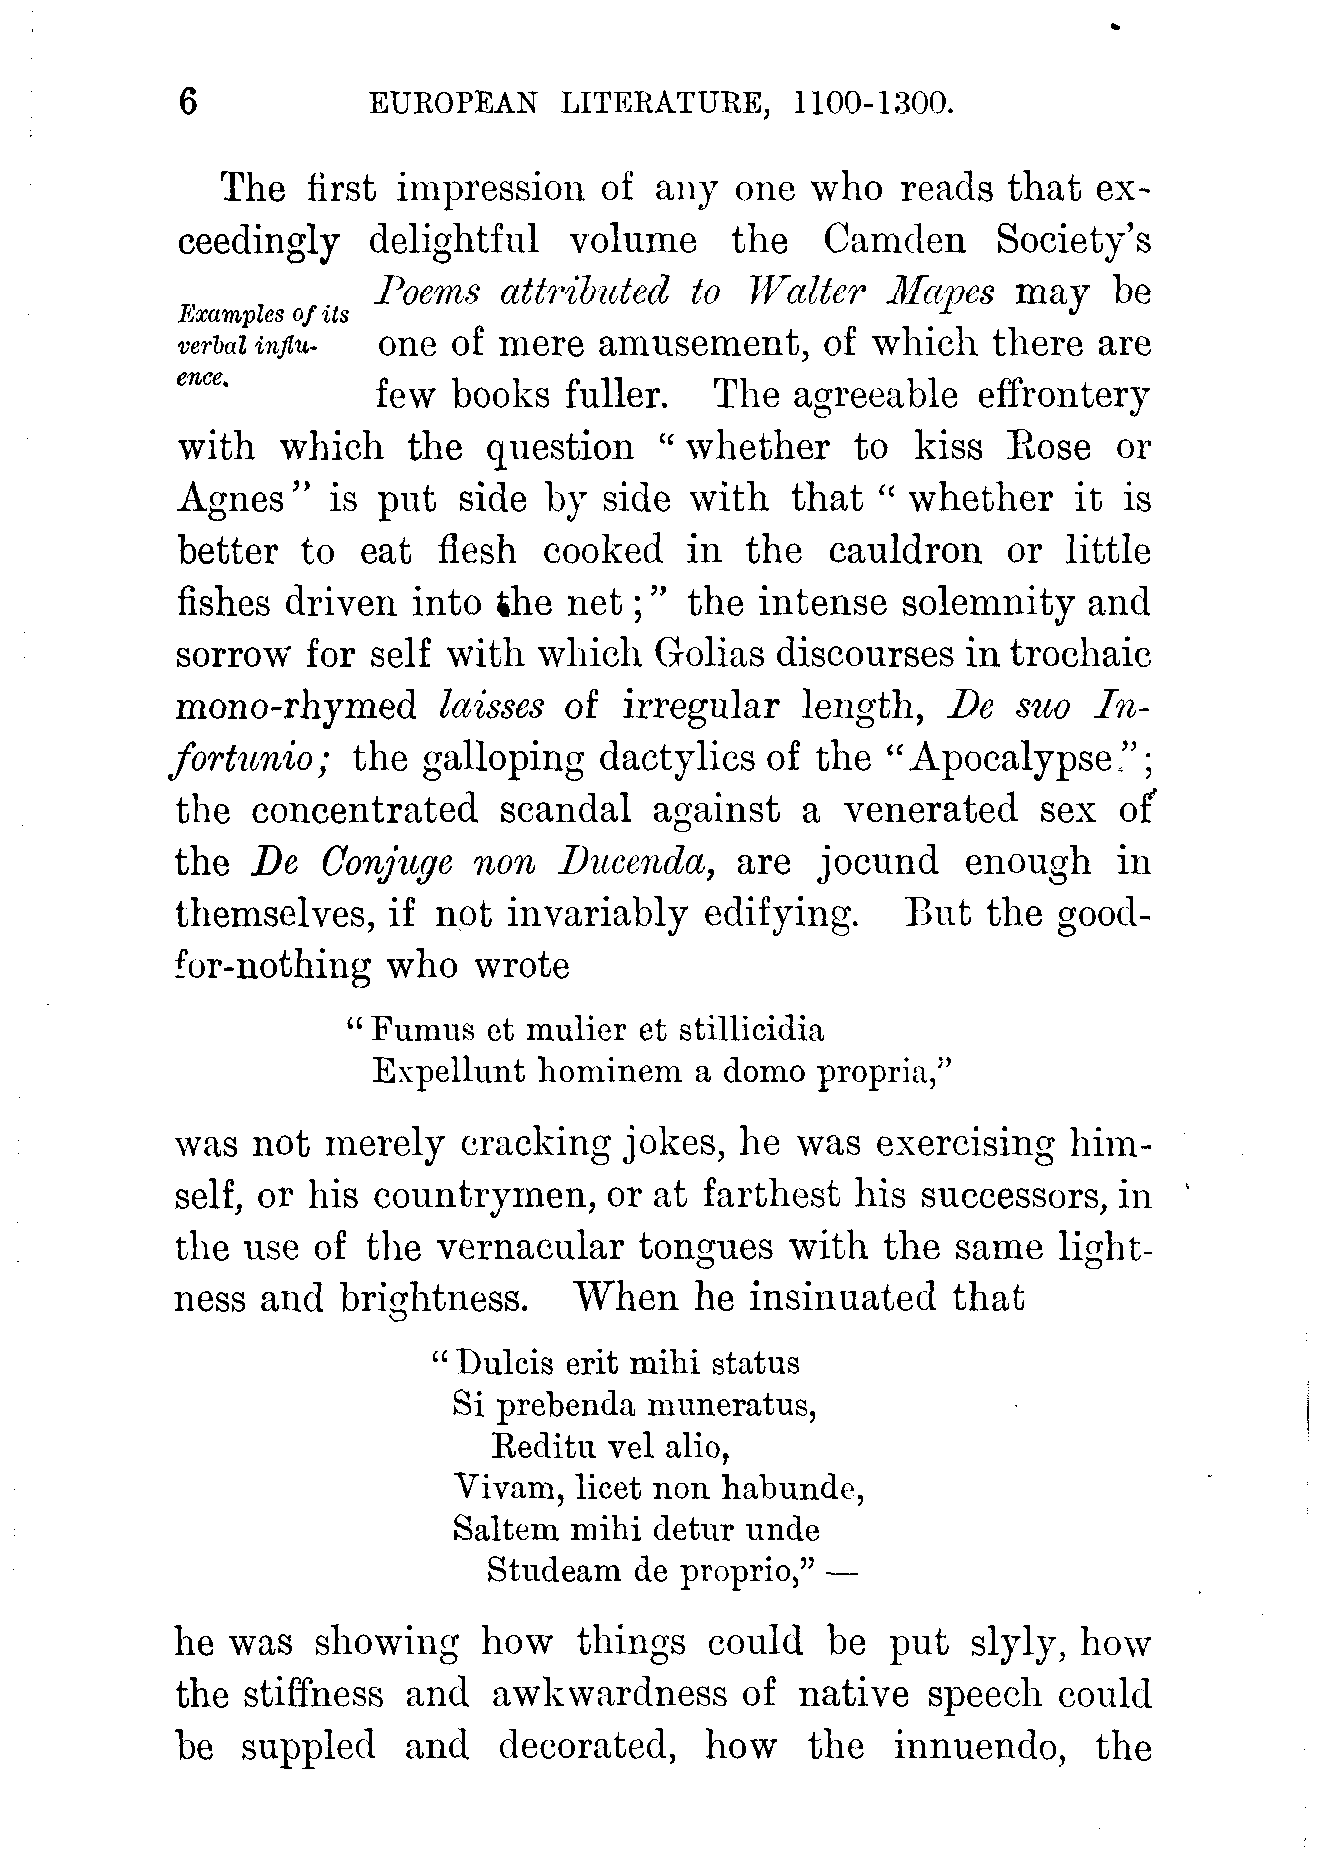 6 EUROPEAN LITERATURE, 1100-1300.
The first impression of any one who reads that ex-
ceedingly delightful volume the Camden Society's
Poems attributed to Walter Mapes may be
Examples of its
verbal influ-
ence.
one of mere amusement, of which there are
few books fuller. The agreeable effrontery
with which the question “ whether to kiss Rose or
Agnes ” is put side by side with that “ whether it is
better to eat flesh cooked in the cauldron or little
fishes driven into the net ; ” the intense solemnity and
sorrow for self with which Golias discourses in trochaic
mono-rhymed laisses of irregular length, De suo In-
fortunio; the galloping dactylics of the “ Apocalypse.” ;
the concentrated scandal against a venerated sex of
the De Conjuge non Ducenda, are jocund enough in
themselves, if not invariably edifying. But the good-
for-nothing who wrote
“ Fumus et mulier et stillicidia
Expellunt hominem a domo propria,”
was not merely cracking jokes, he was exercising him-
self, or his countrymen, or at farthest his successors, in
the use of the vernacular tongues with the same light-
ness and brightness. When he insinuated that
“ Dulcis erit mihi status
Si prebenda muneratus,
Reditu vel alio,
Vivam, licet non habunde,
Saltem mihi detur unde
Studeam de proprio,” —
he was showing how things could be put slyly, how
the stiffness and awkwardness of native speech could
be suppled and decorated, how the innuendo, the